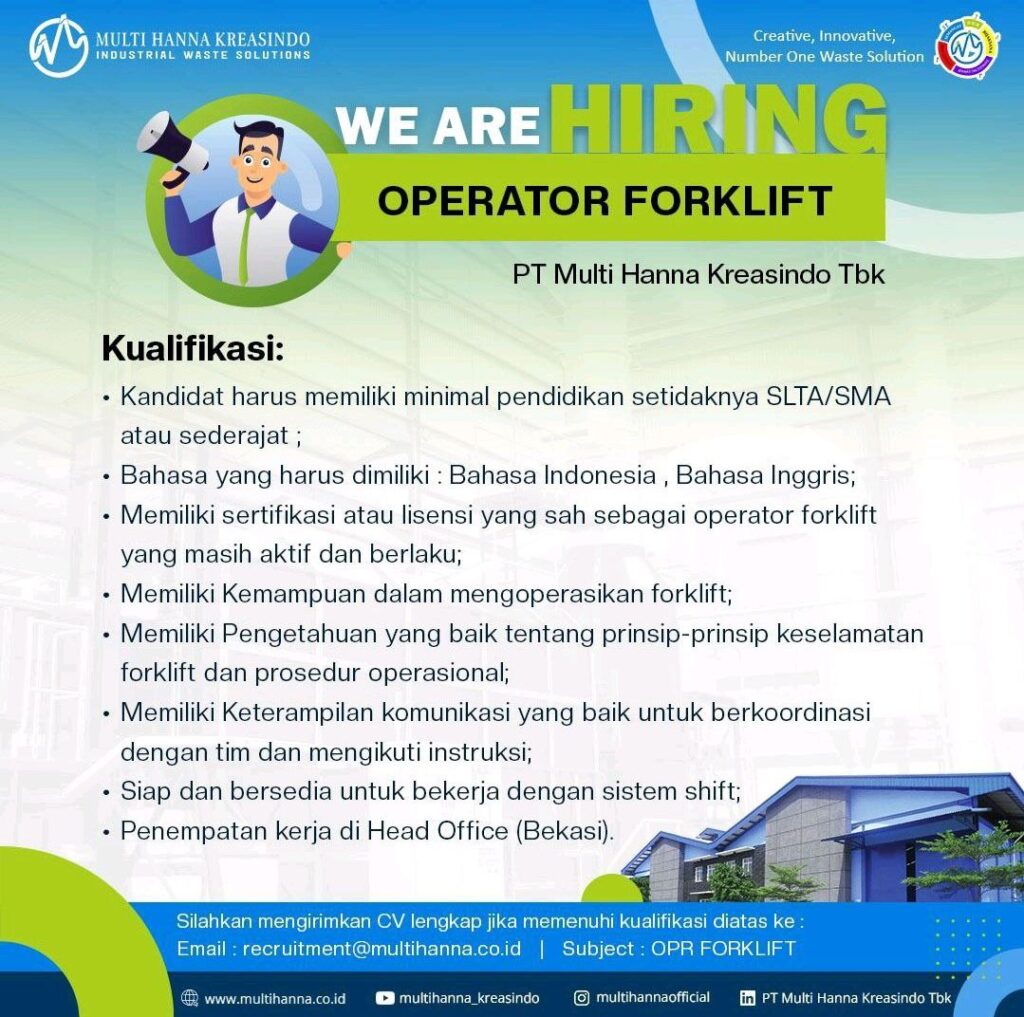 MULTI HANNA KREASINDO
INDUSTRIAL WASTE SOLUTIONS
Creative, Innovative,
Number One Waste Solution
WE ARE HIRING
OPERATOR FORKLIFT
PT Multi Hanna Kreasindo Tbk
Kualifikasi:
• Kandidat harus memiliki minimal pendidikan setidaknya SLTA/SMA
atau sederajat ;
• Bahasa yang harus dimiliki : Bahasa Indonesia , Bahasa Inggris;
• Memiliki sertifikasi atau lisensi yang sah sebagai operator forklift
yang masih aktif dan berlaku;
• Memiliki Kemampuan dalam mengoperasikan forklift;
• Memiliki Pengetahuan yang baik tentang prinsip-prinsip keselamatan
forklift dan prosedur operasional;
• Memiliki Keterampilan komunikasi yang baik untuk berkoordinasi
dengan tim dan mengikuti instruksi;
• Siap dan bersedia untuk bekerja dengan sistem shift;
• Penempatan kerja di Head Office (Bekasi).
Silahkan mengirimkan CV lengkap jika memenuhi kualifikasi diatas ke :
Email : recruitment@multihanna.co.id | Subject : OPR FORKLIFT
www.multihanna.co.id multihanna_kreasindo multihannaofficial PT Multi Hanna Kreasindo Tbk